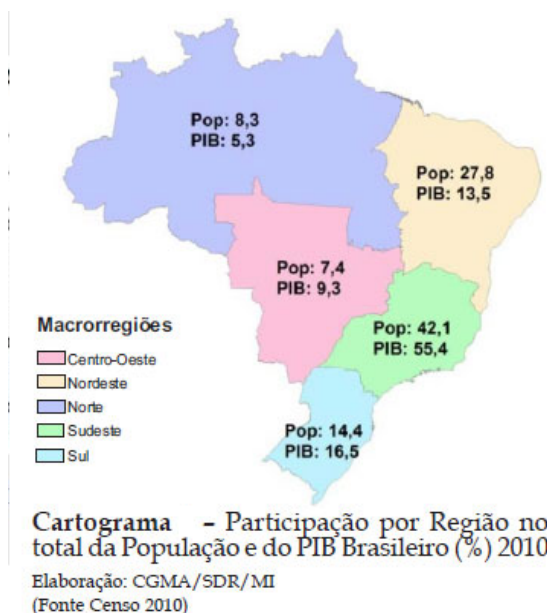 Pop: 8,3
PIB: 5,3
Pop: 27,8
PIB: 13,5
Pop: 7,4
PIB: 9,3
Pop: 42,1
PIB: 55,4
Pop: 14,4
PIB: 16,5
Macrorregiões
Centro-Oeste
Nordeste
Norte
Sudeste
Sul
Cartograma – Participação por Região no
total da População e do PIB Brasileiro (%) 2010
Elaboração: CGMA/SDR/MI
(Fonte Censo 2010)